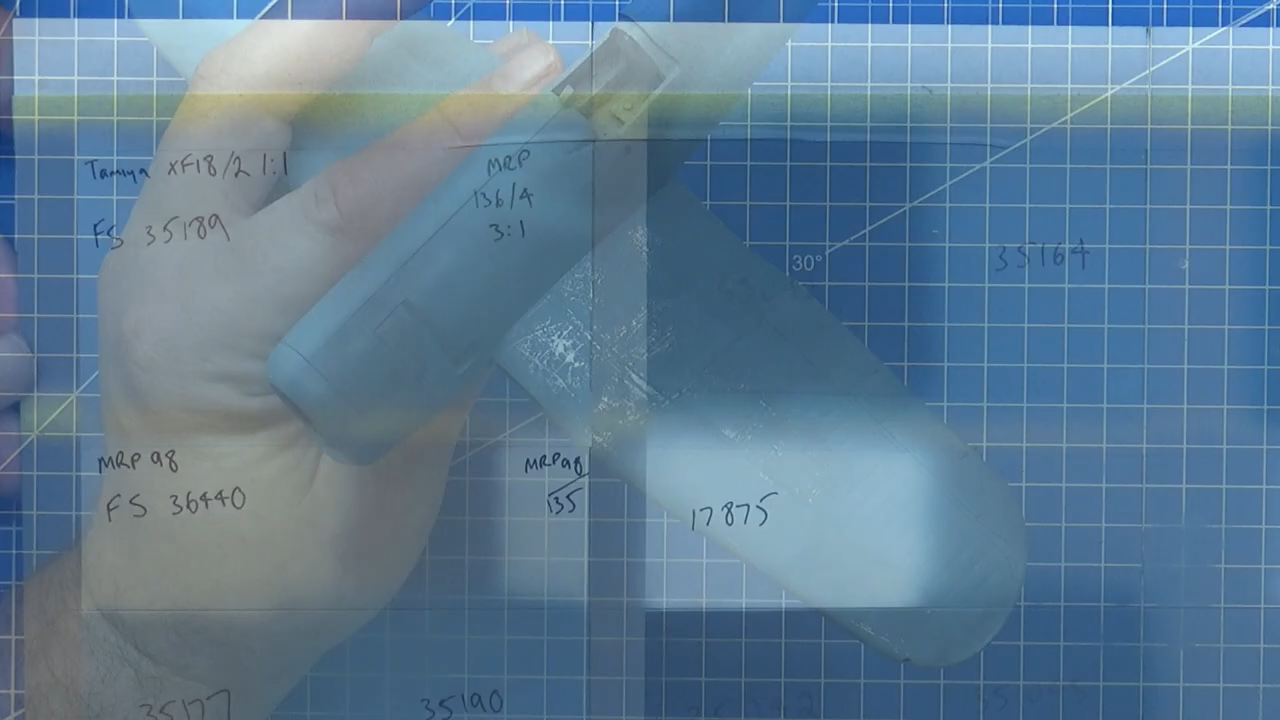 Tamiya XF18/2 1:1
FS 35189
MRP
136/4
3:1
30°
35164
MRP 98
FS 36440
MRP98
135
17875
35177
35190